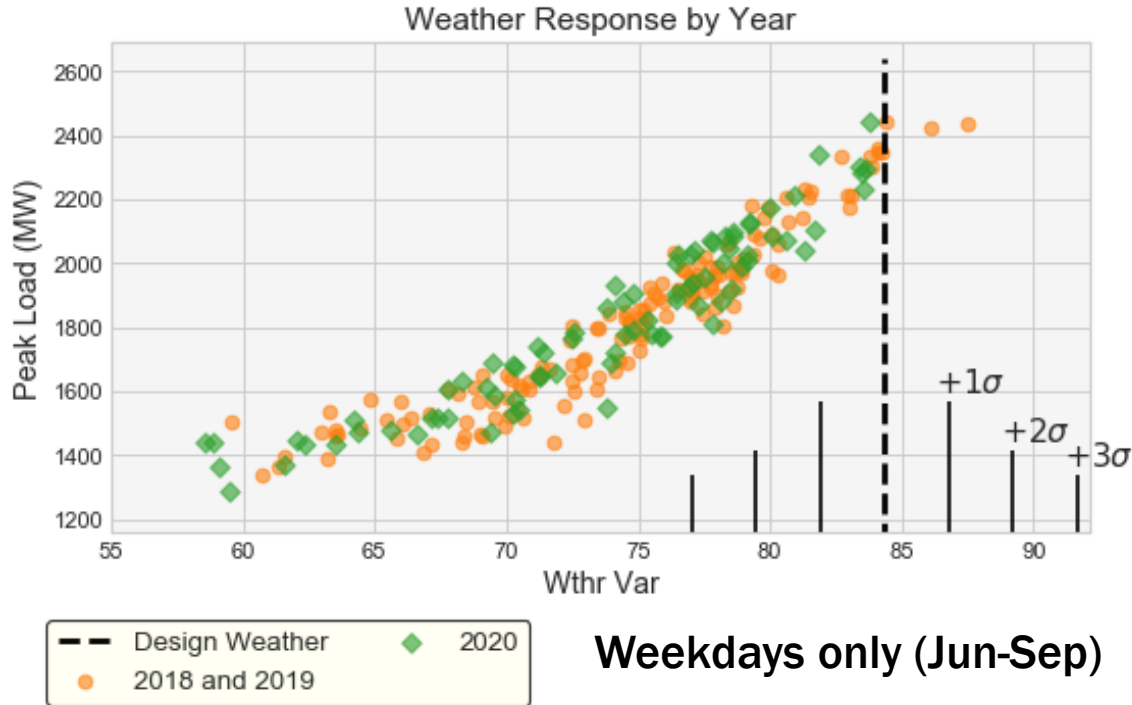 Weather Response by Year
Peak Load (MW)
2600
2400
2200
2000
1800
1600
1400
1200
+1σ
+2σ
+3σ
55 60 65 70 75 80 85 90
Wthr Var
Design Weather
2020
2018 and 2019
Weekdays only (Jun-Sep)